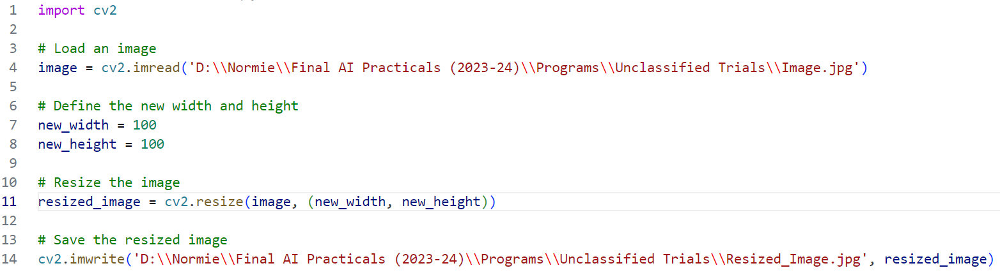 1 import cv2
2
3 # Load an image
4 image = cv2.imread('D:\\Normie\\Final AI Practicals (2023-24)\\Programs\\Unclassified Trials\\Image.jpg')
5
6 # Define the new width and height
7 new_width = 100
8 new_height = 100
9
10 # Resize the image
11 resized_image = cv2.resize(image, (new_width, new_height))
12
13 # Save the resized image
14 cv2.imwrite('D:\\Normie\\Final AI Practicals (2023-24)\\Programs\\Unclassified Trials\\Resized_Image.jpg', resized_image)